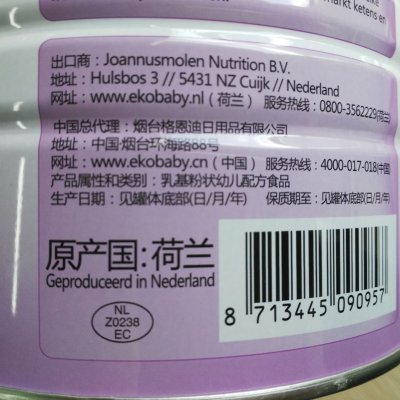 markt ketens en
出口商： Joannusmolen Nutrition B.V.
地址： Hulsbos 3 // 5431 NZ Cuijk // Nederland
网址：www.ekobaby.nl（荷兰） 服务热线：0800-3562229(荷兰)
中国总代理：烟台格恩迪日用品有限公司
地址：中国·烟台环海路88号
网址：www.ekobaby.cn（中国） 服务热线：4000-017-018(中国)
产品属性和类别：乳基粉状幼儿配方食品
生产日期：见罐体底部(日/月/年) 保质期至：见罐体底部(日/月/年)
原产国：荷兰
Geproduceerd in Nederland
NL
Z0238
EC
8 713445 090957